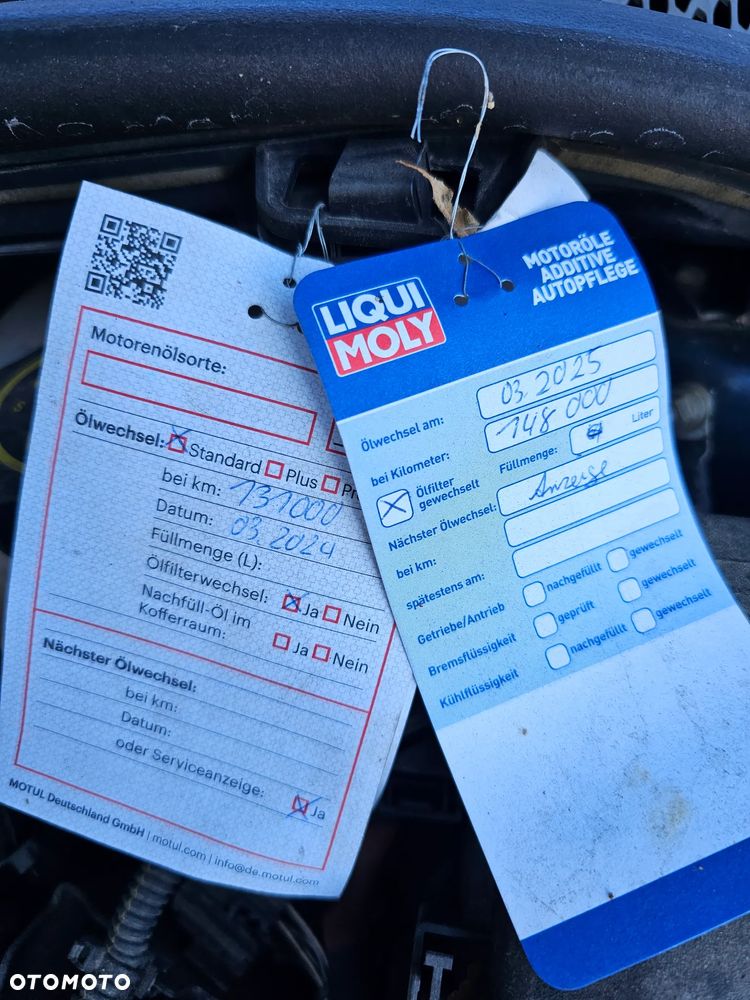 Motorenölsorte:
Ölwechsel: Standard Plus Pr
bei km: 131000
Datum: 03.2024
Füllmenge (L):
Ölfilterwechsel: Ja Nein
Nachfüll-Öl im
Kofferraum: Ja Nein
Nächster Ölwechsel:
bei km:
Datum:
oder Serviceanzeige: Ja
MOTUL Deutschland GmbH | motul.com | info@de.motul.com
LIQUI
MOLY
MOTORÖLE
ADDITIVE
AUTOPFLEGE
Ölwechsel am: 03.2025
bei Kilometer: 148 000
Ölfilter
gewechselt
Füllmenge: Liter
Nächster Ölwechsel: Anzeige
bei km:
spätestens am:
Getriebe/Antrieb nachgefüllt gewechselt
Bremsflüssigkeit geprüft gewechselt
Kühlflüssigkeit nachgefüllt gewechselt
T
OTOMOTO